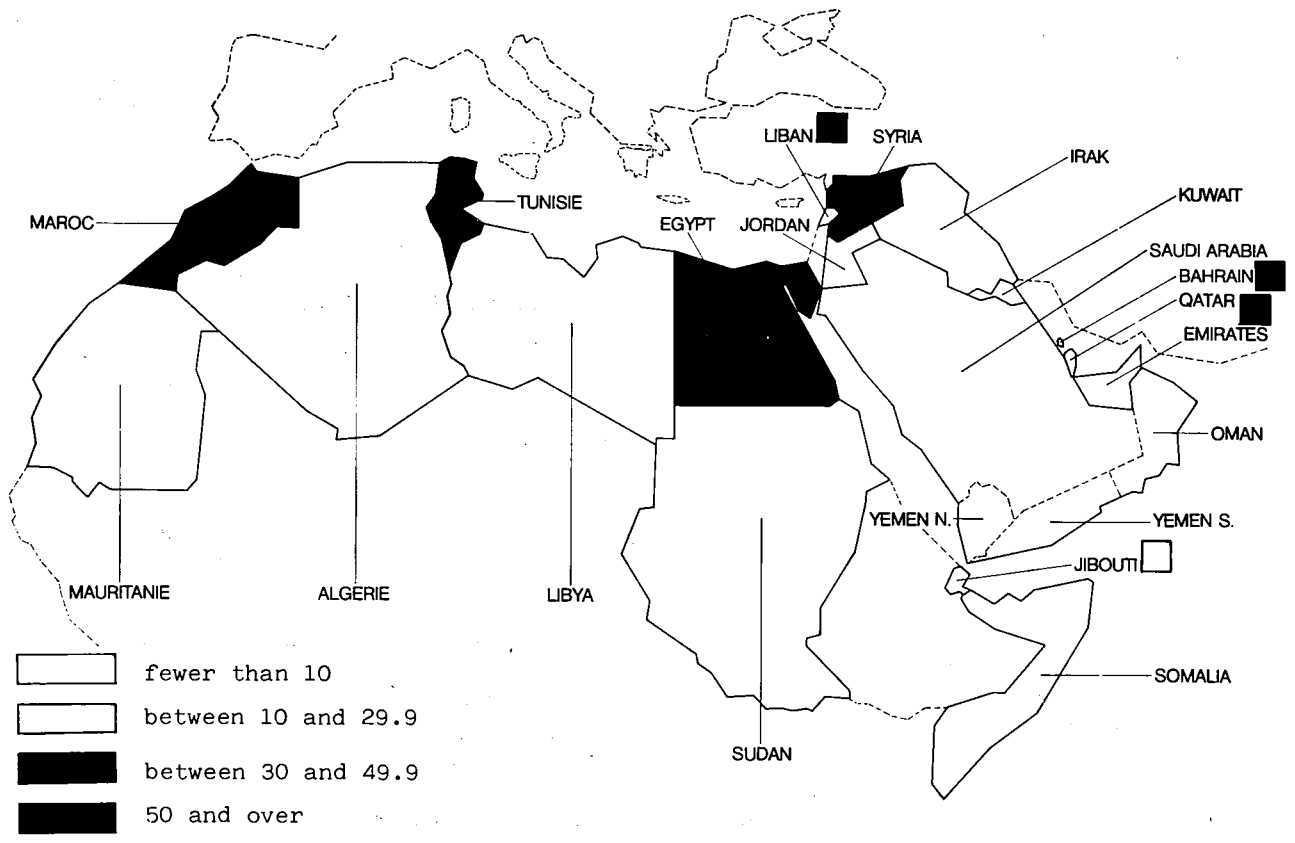 LIBAN
SYRIA
IRAK
MAROC
TUNISIE
EGYPT
JORDAN
KUWAIT
SAUDI ARABIA
BAHRAIN
QATAR
EMIRATES
OMAN
YEMEN N.
YEMEN S.
JIBOUTI
MAURITANIE
ALGERIE
LIBYA
SOMALIA
SUDAN
fewer than 10
between 10 and 29.9
between 30 and 49.9
50 and over